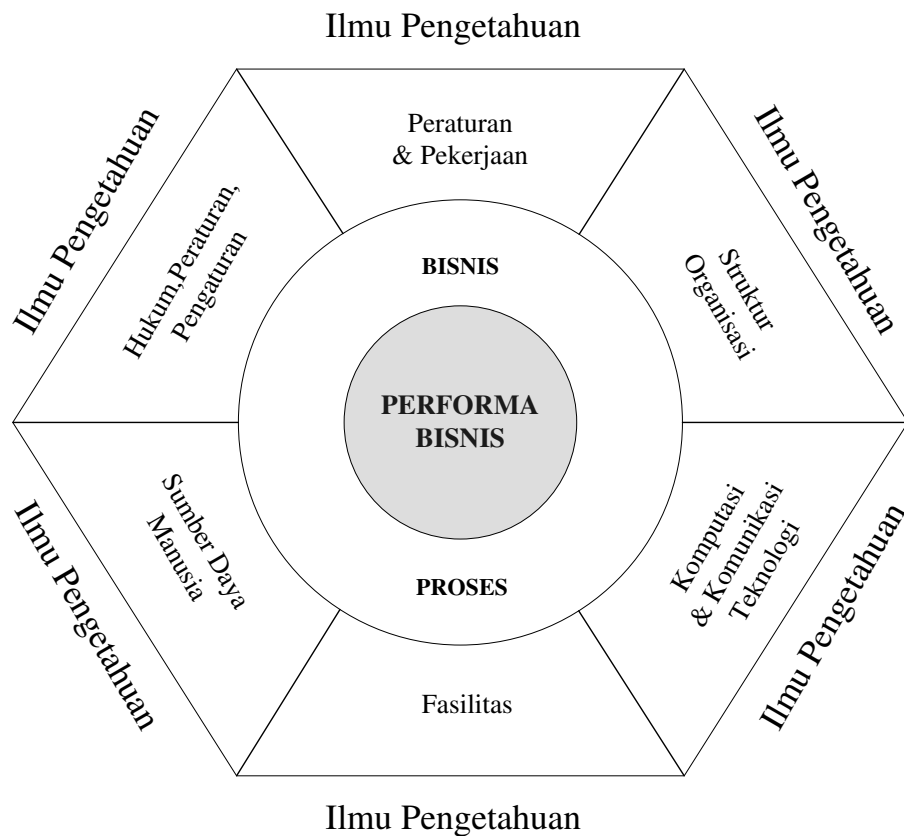 Ilmu Pengetahuan
Peraturan
& Pekerjaan
Ilmu Pengetahuan
Hukum,Peraturan,
Pengaturan
Ilmu Pengetahuan
Struktur
Organisasi
BISNIS
PERFORMA
BISNIS
PROSES
Ilmu Pengetahuan
Sumber Daya
Manusia
Komputasi
& Komunikasi
Teknologi
Ilmu Pengetahuan
Fasilitas
Ilmu Pengetahuan